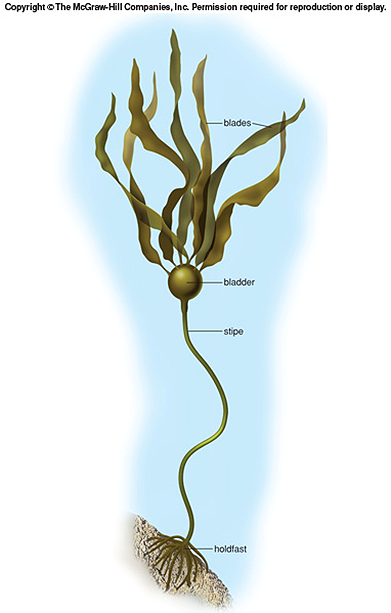 Copyright © The McGraw-Hill Companies, Inc. Permission required for reproduction or display.
blades
bladder
stipe
holdfast